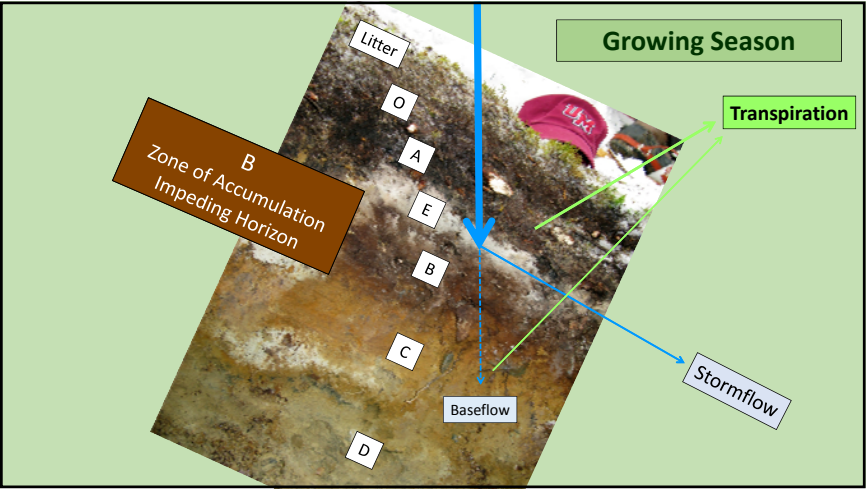 Growing Season
Litter
O
Transpiration
A
B
Zone of Accumulation
Impeding Horizon
E
B
C
Stormflow
Baseflow
D